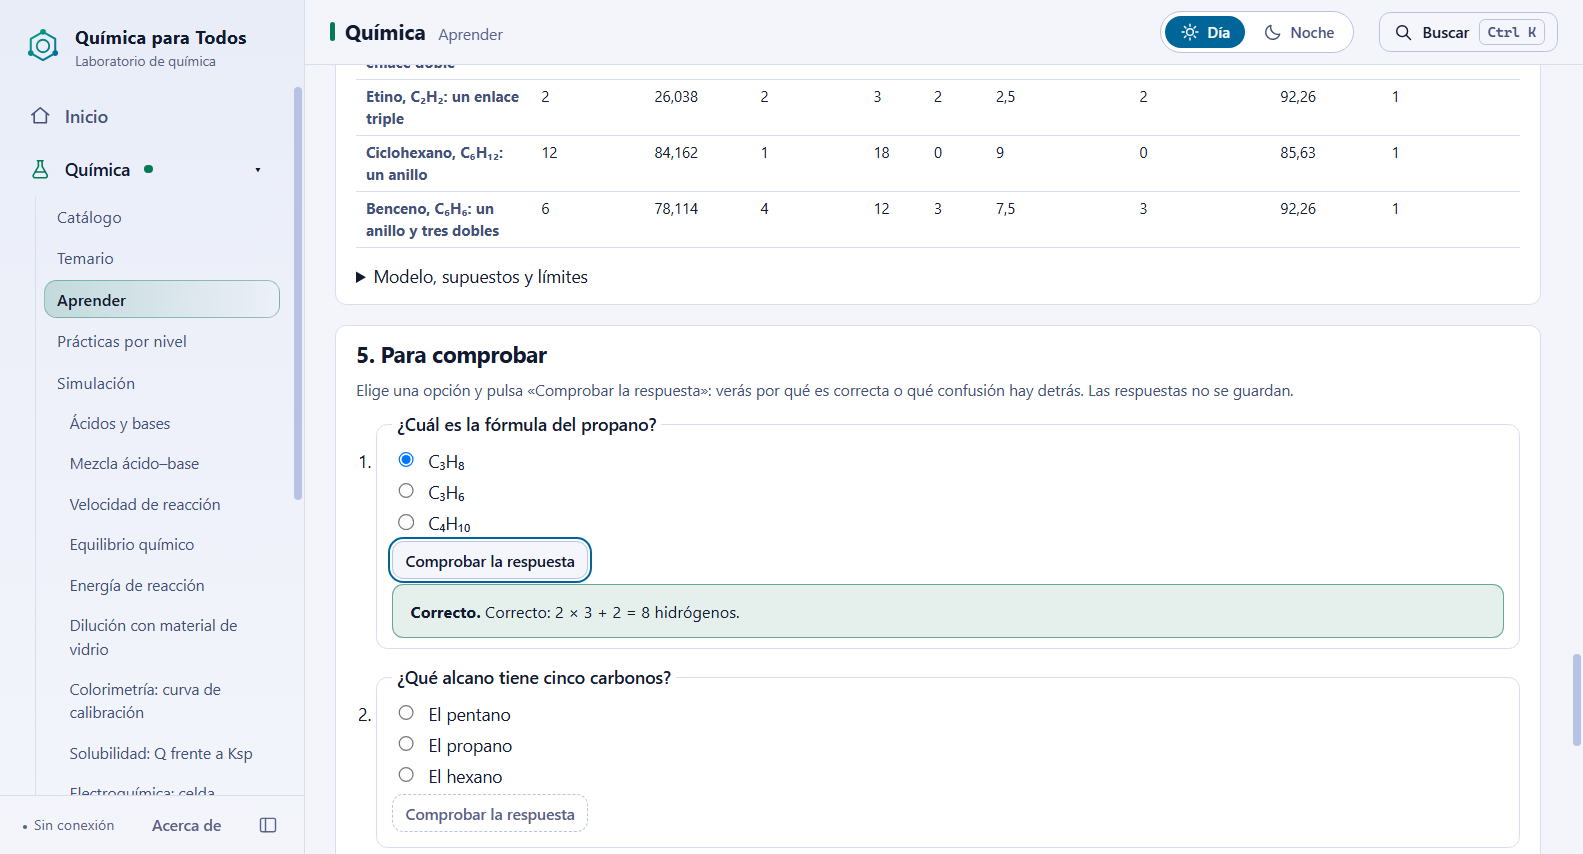 Química para Todos
Laboratorio de química
Inicio
Química
Catálogo
Temario
Aprender
Prácticas por nivel
Simulación
Ácidos y bases
Mezcla ácido–base
Velocidad de reacción
Equilibrio químico
Energía de reacción
Dilución con material de
vidrio
Colorimetría: curva de
calibración
Solubilidad: Q frente a Ksp
Electroquímica: celda
Sin conexión
Acerca de
Química Aprender
Día
Noche
Buscar Ctrl K
enlace doble
Etino, C₂H₂: un enlace
triple
2 26,038 2 3 2 2,5 2 92,26 1
Ciclohexano, C₆H₁₂:
un anillo
12 84,162 1 18 0 9 0 85,63 1
Benceno, C₆H₆: un
anillo y tres dobles
6 78,114 4 12 3 7,5 3 92,26 1
Modelo, supuestos y límites
5. Para comprobar
Elige una opción y pulsa «Comprobar la respuesta»: verás por qué es correcta o qué confusión hay detrás. Las respuestas no se guardan.
¿Cuál es la fórmula del propano?
1.
C₃H₈
C₃H₆
C₄H₁₀
Comprobar la respuesta
Correcto. Correcto: 2 × 3 + 2 = 8 hidrógenos.
¿Qué alcano tiene cinco carbonos?
2.
El pentano
El propano
El hexano
Comprobar la respuesta